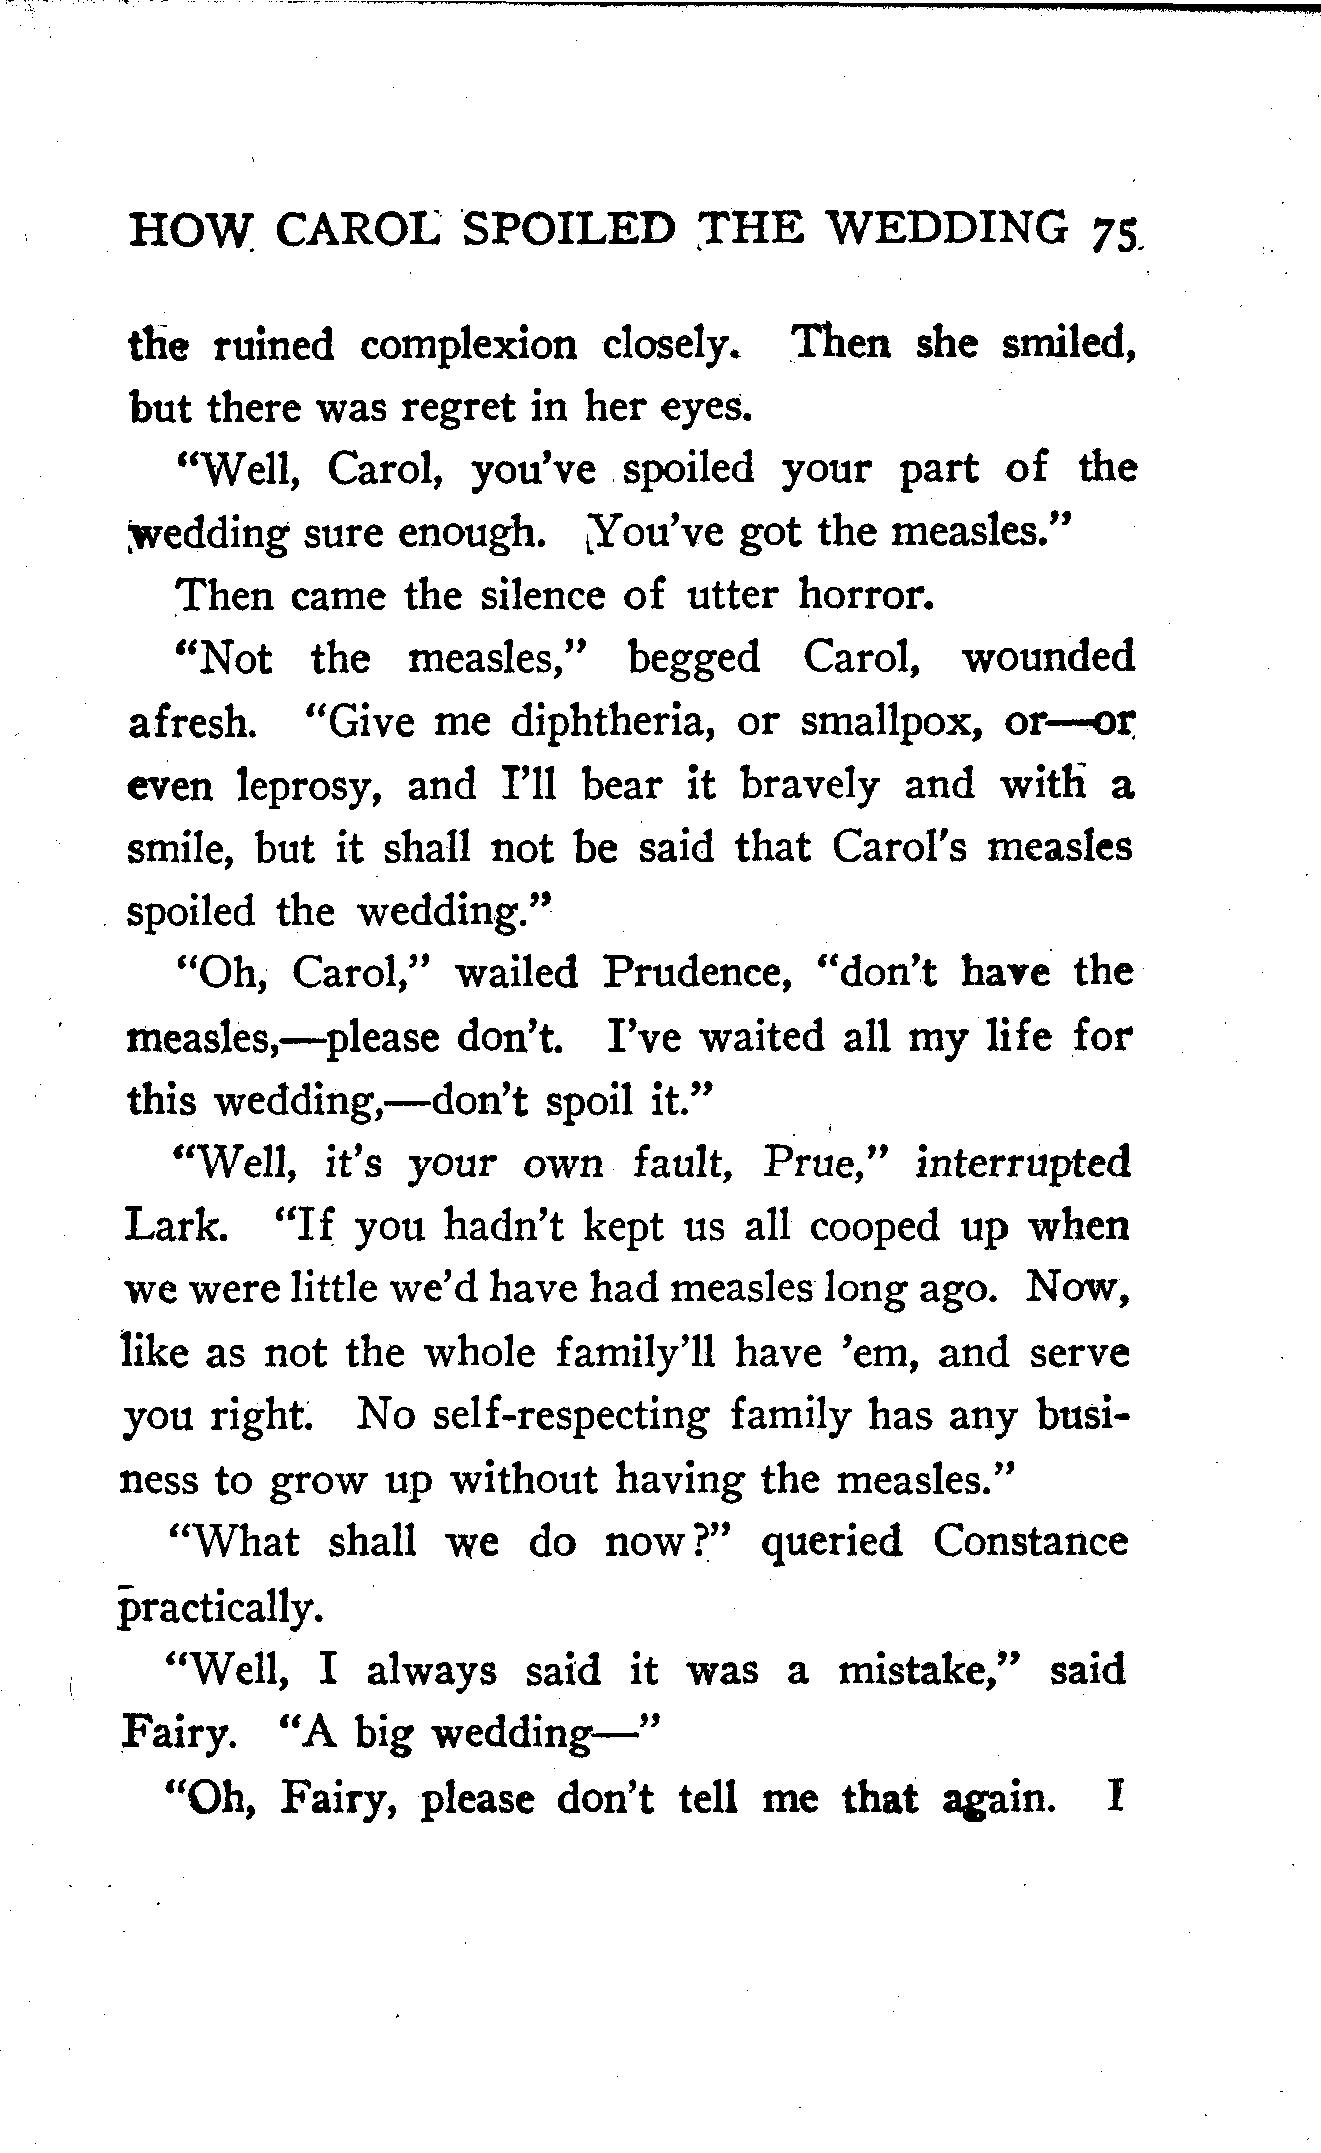 HOW CAROL SPOILED THE WEDDING 75
the ruined complexion closely. Then she smiled,
but there was regret in her eyes.
“Well, Carol, you’ve spoiled your part of the
wedding sure enough. You’ve got the measles.”
Then came the silence of utter horror.
“Not the measles,” begged Carol, wounded
afresh. “Give me diphtheria, or smallpox, or—or
even leprosy, and I’ll bear it bravely and with a
smile, but it shall not be said that Carol’s measles
spoiled the wedding.”
“Oh, Carol,” wailed Prudence, “don’t have the
measles,—please don’t. I’ve waited all my life for
this wedding,—don’t spoil it.”
“Well, it’s your own fault, Prue,” interrupted
Lark. “If you hadn’t kept us all cooped up when
we were little we’d have had measles long ago. Now,
like as not the whole family’ll have ’em, and serve
you right. No self-respecting family has any busi-
ness to grow up without having the measles.”
“What shall we do now?” queried Constance
practically.
“Well, I always said it was a mistake,” said
Fairy. “A big wedding—”
“Oh, Fairy, please don’t tell me that again. I